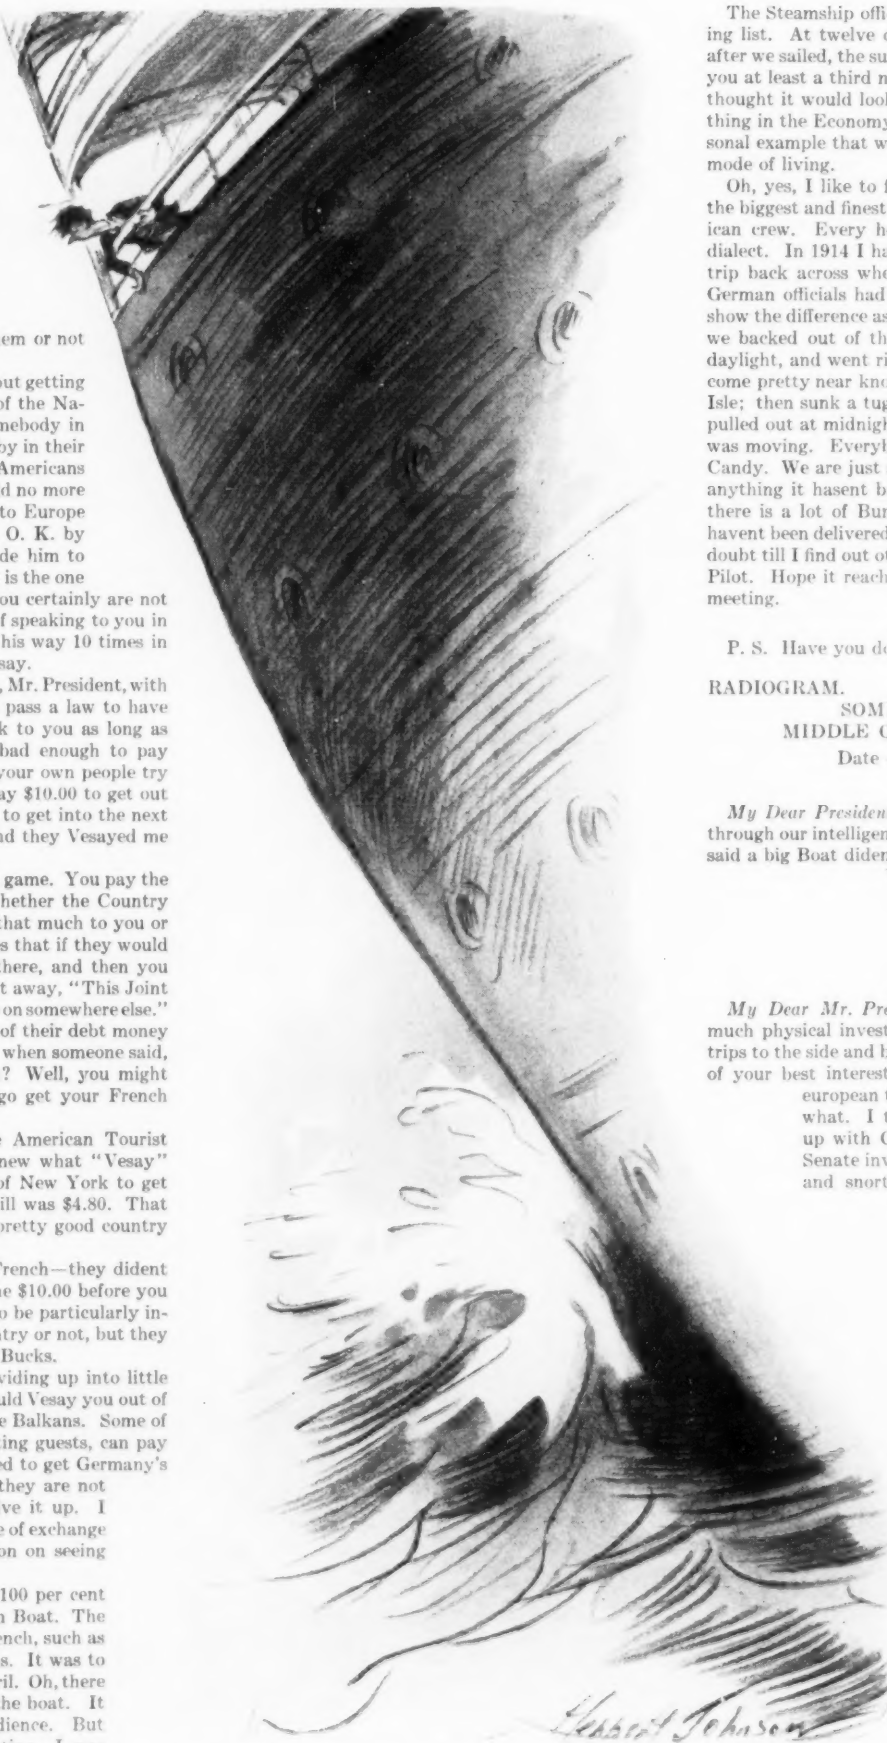 em or not
out getting
of the Na-
mebody in
by in their
Americans
d no more
to Europe
O. K. by
de him to
is the one
ou certainly are not
f speaking to you in
his way 10 times in
say.
, Mr. President, with
pass a law to have
k to you as long as
bad enough to pay
your own people try
ay $10.00 to get out
to get into the next
nd they Vesayed me
game. You pay the
hether the Country
that much to you or
s that if they would
here, and then you
t away, "This Joint
on somewhere else."
of their debt money
when someone said,
? Well, you might
go get your French
e American Tourist
new what "Vesay"
of New York to get
ill was $4.80. That
pretty good country
French—they dident
ne $10.00 before you
o be particularly in-
ntry or not, but they
Bucks.
viding up into little
uld Vesay you out of
e Balkans. Some of
ting guests, can pay
ed to get Germany's
they are not
ve it up. I
e of exchange
on on seeing
100 per cent
n Boat. The
ench, such as
s. It was to
ril. Oh, there
the boat. It
dience. But
The Steamship offi
ing list. At twelve o
after we sailed, the su
you at least a third n
thought it would look
thing in the Economy
sonal example that w
mode of living.
Oh, yes, I like to f
the biggest and finest
ican crew. Every h
dialect. In 1914 I ha
trip back across whe
German officials had
show the difference as
we backed out of th
daylight, and went ri
come pretty near kno
Isle; then sunk a tug
pulled out at midnigh
was moving. Everyb
Candy. We are just
anything it hasent b
there is a lot of Bun
havent been delivered
doubt till I find out ot
Pilot. Hope it reach
meeting.
P. S. Have you de
RADIOGRAM.
SOM
MIDDLE O
Date
My Dear Presiden
through our intelligen
said a big Boat diden
My Dear Mr. Pre
much physical invest
trips to the side and b
of your best interest
european t
what. I t
up with C
Senate inv
and snort
Herbert Johnson